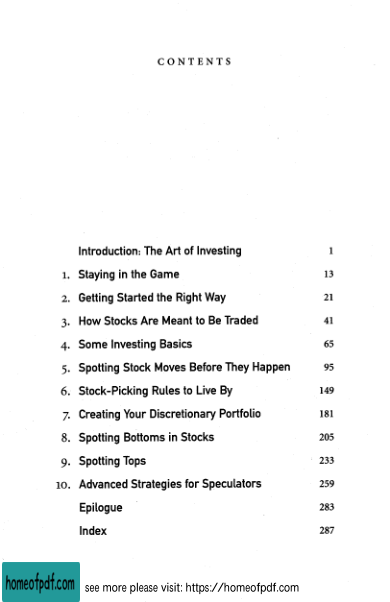 CONTENTS
Introduction: The Art of Investing 1
1. Staying in the Game 13
2. Getting Started the Right Way 21
3. How Stocks Are Meant to Be Traded 41
4. Some Investing Basics 65
5. Spotting Stock Moves Before They Happen 95
6. Stock-Picking Rules to Live By 149
7. Creating Your Discretionary Portfolio 181
8. Spotting Bottoms in Stocks 205
9. Spotting Tops 233
10. Advanced Strategies for Speculators 259
Epilogue 283
Index 287
homeofpdf.com see more please visit: https://homeofpdf.com